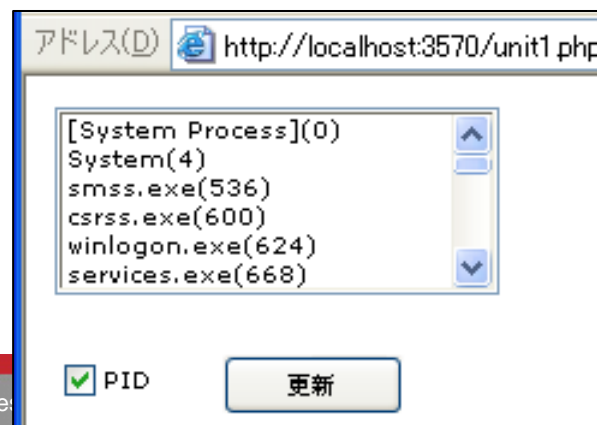 アドレス(D) http://localhost:3570/unit1.php
[System Process](0)
System(4)
smss.exe(536)
csrss.exe(600)
winlogon.exe(624)
services.exe(668)
PID
更新